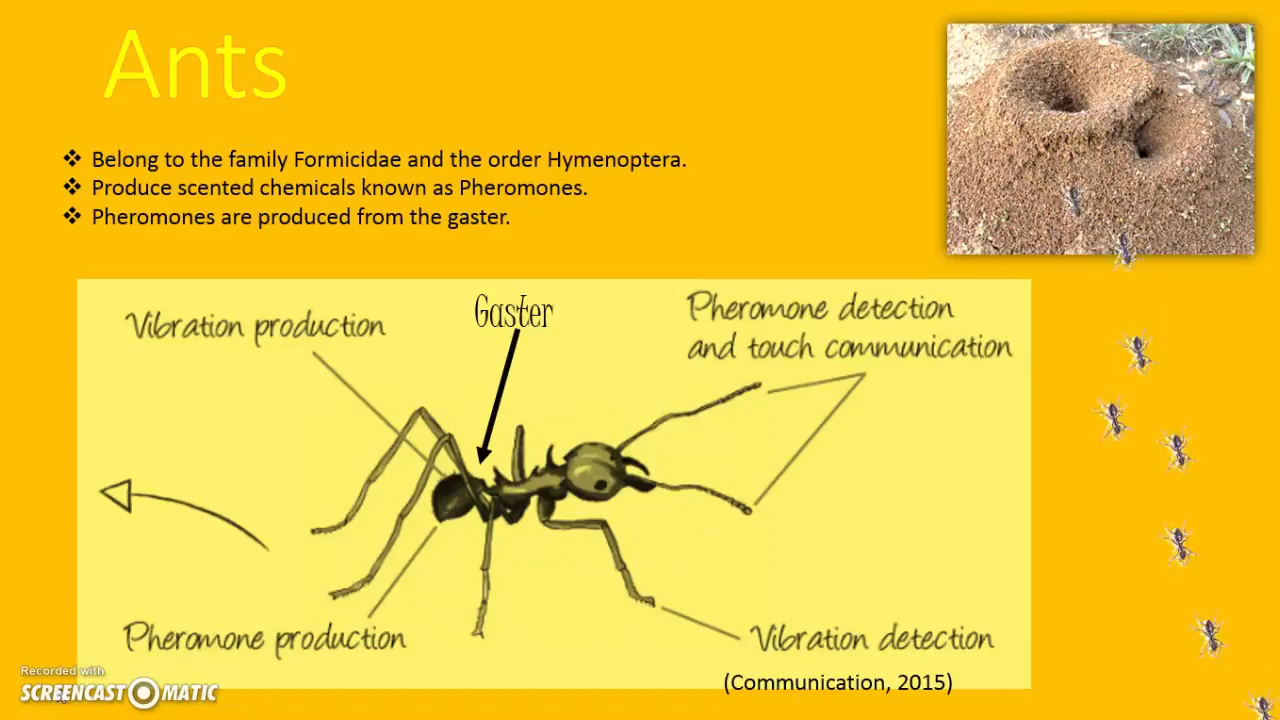 Ants
❖ Belong to the family Formicidae and the order Hymenoptera.
❖ Produce scented chemicals known as Pheromones.
❖ Pheromones are produced from the gaster.
Vibration production
Gaster
Pheromone detection
and touch communication
Pheromone production
Vibration detection
(Communication, 2015)
Recorded with
SCREENCAST-O-MATIC